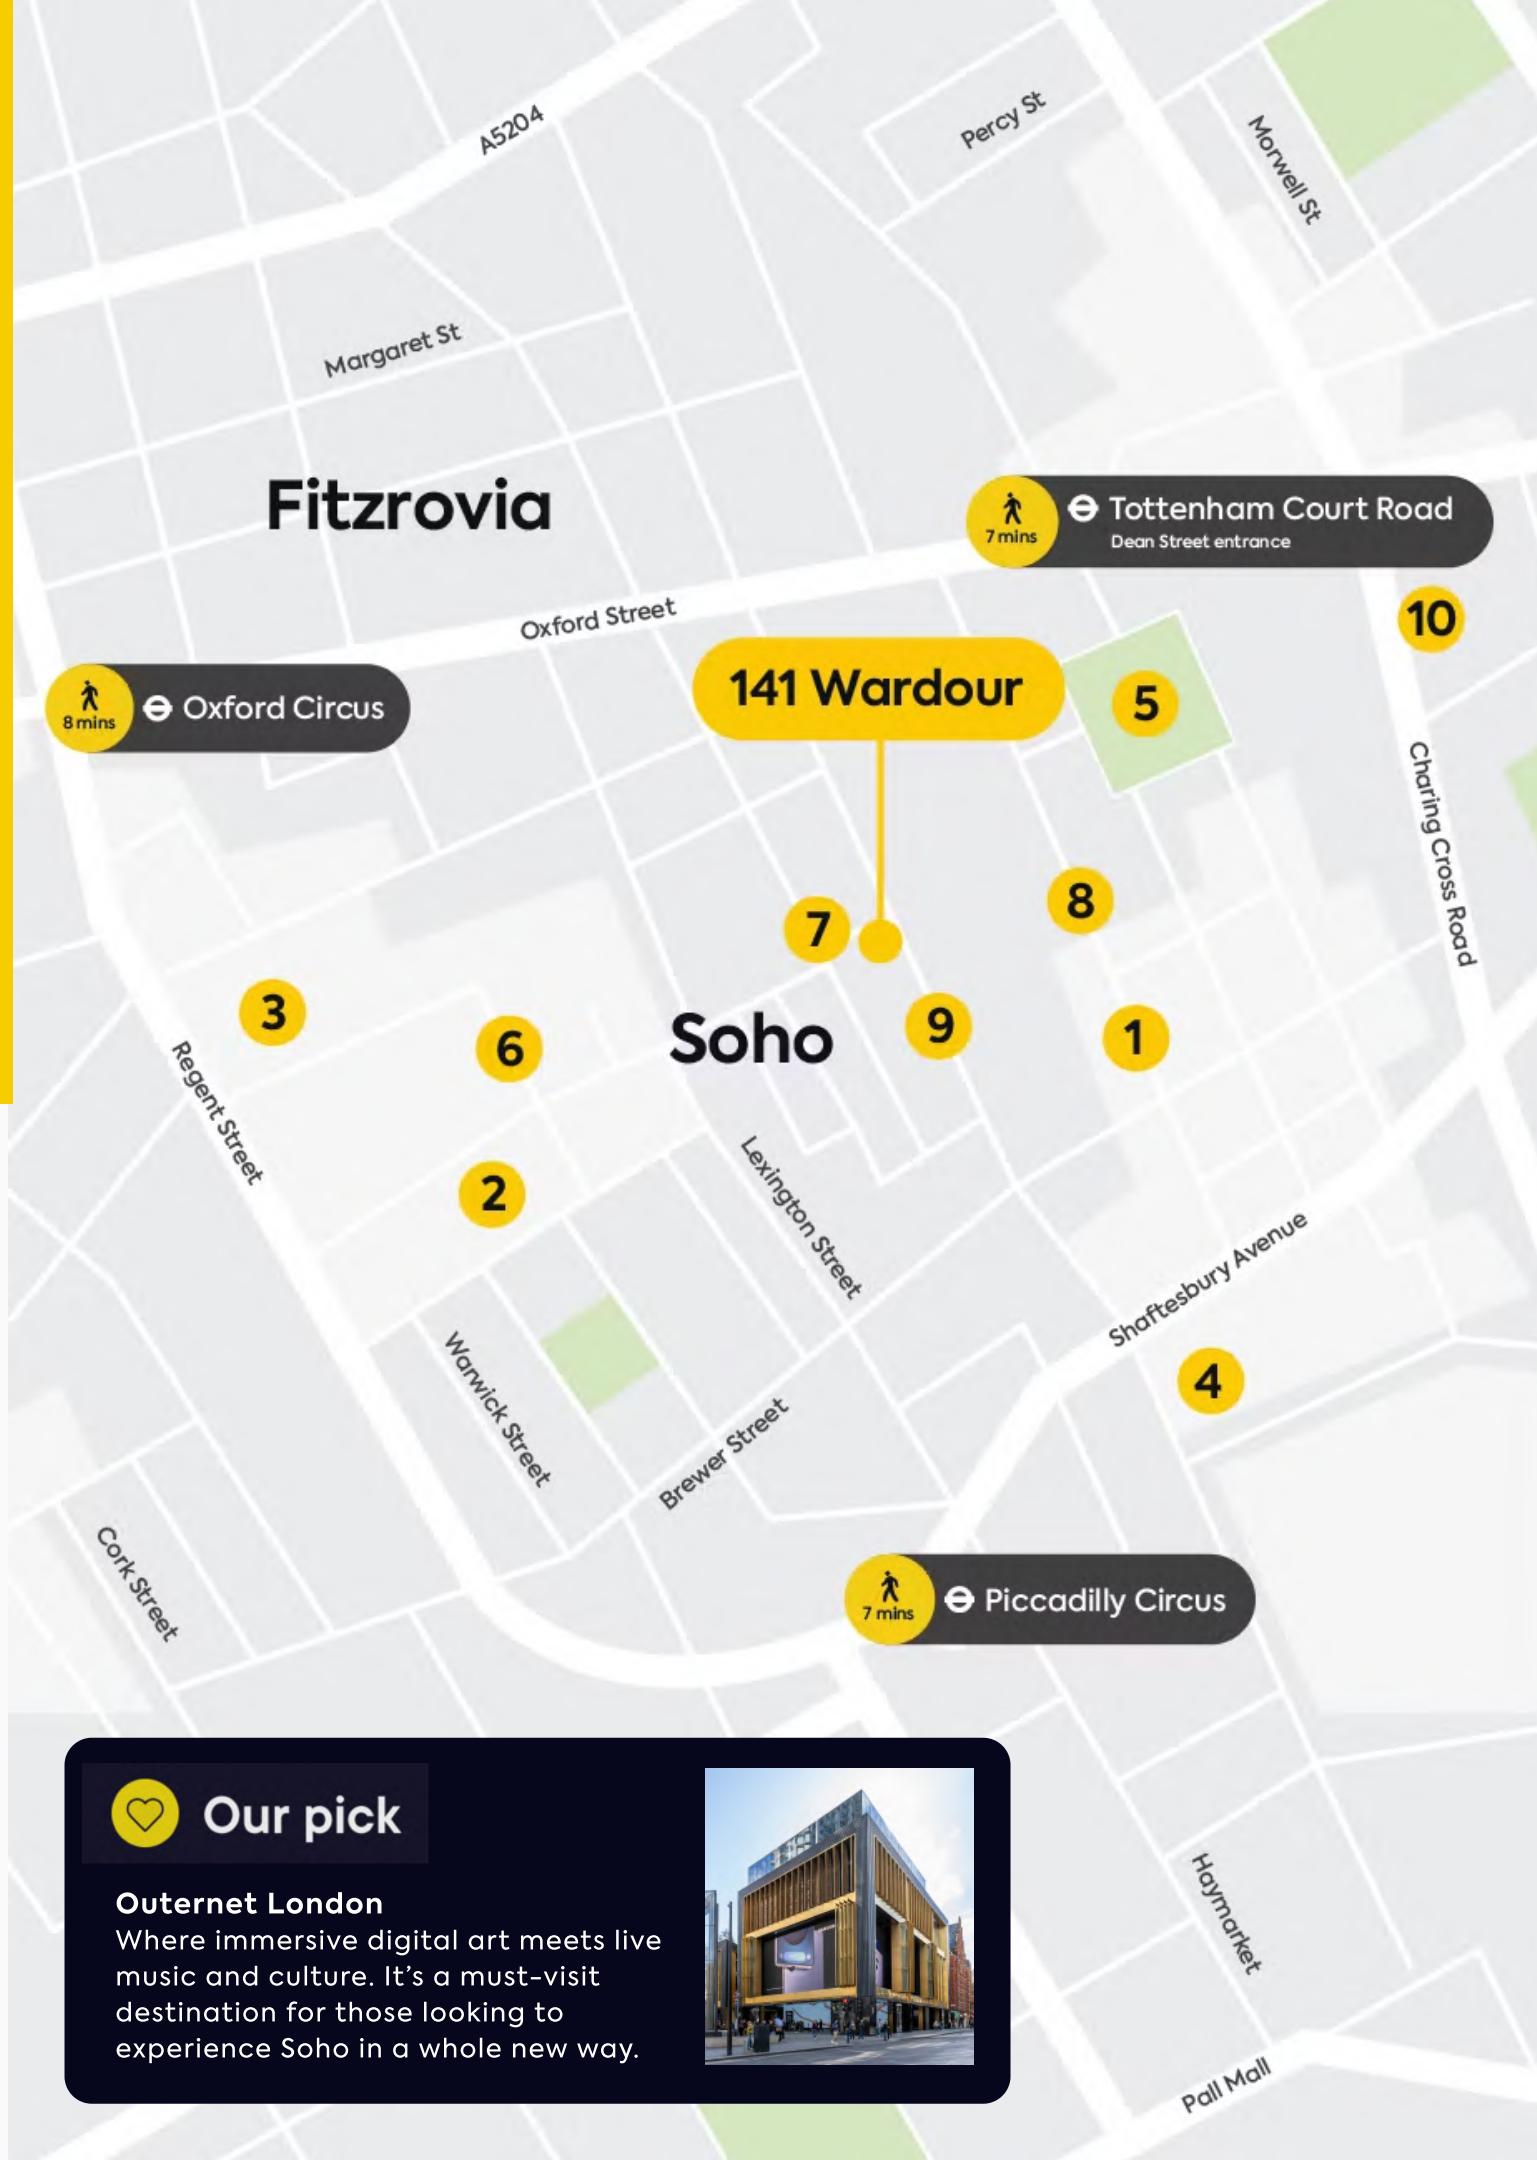 A5204
Percy St
Morwell St
Margaret St
Fitzrovia
7 mins
Tottenham Court Road
Dean Street entrance
10
Oxford Street
141 Wardour
5
8 mins
Oxford Circus
Charing Cross Road
8
7
3
6
Soho
9
1
Regent Street
2
Lexington Street
Shaftesbury Avenue
4
Warwick Street
Brewer Street
Cork Street
7 mins
Piccadilly Circus
Our pick
Outernet London
Where immersive digital art meets live
music and culture. It's a must-visit
destination for those looking to
experience Soho in a whole new way.
Haymarket
Pall Mall